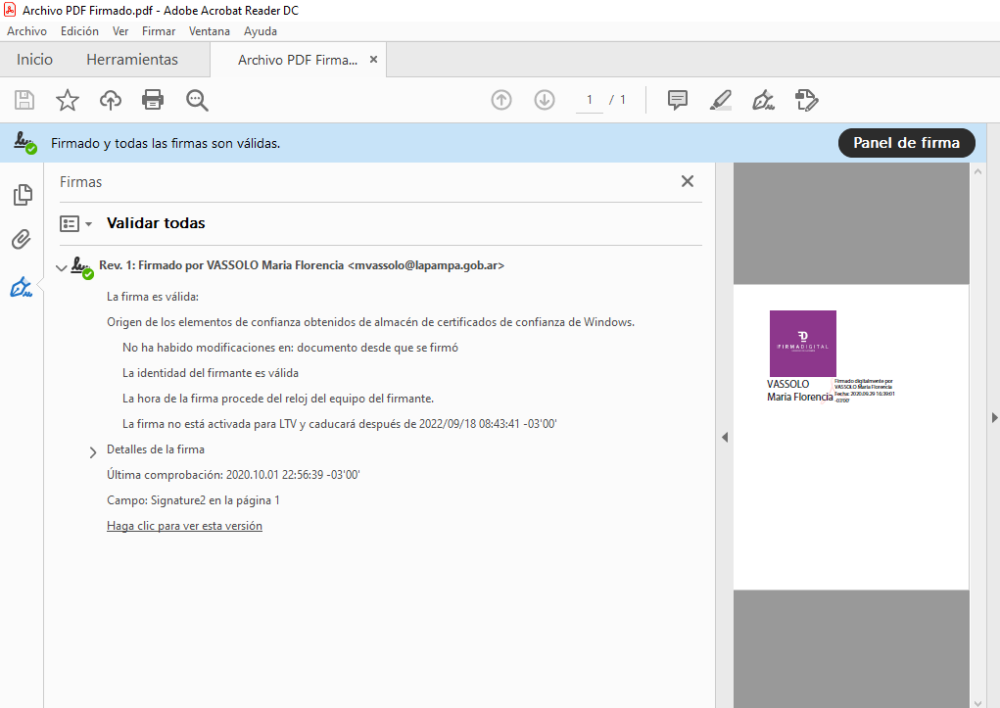 Archivo PDF Firmado.pdf - Adobe Acrobat Reader DC
Archivo Edición Ver Firmar Ventana Ayuda
Inicio Herramientas Archivo PDF Firma... ×
1 / 1
Firmado y todas las firmas son válidas. Panel de firma
Firmas
Validar todas
Rev. 1: Firmado por VASSOLO Maria Florencia <mvassolo@lapampa.gob.ar>
La firma es válida:
Origen de los elementos de confianza obtenidos de almacén de certificados de confianza de Windows.
No ha habido modificaciones en: documento desde que se firmó
La identidad del firmante es válida
La hora de la firma procede del reloj del equipo del firmante.
La firma no está activada para LTV y caducará después de 2022/09/18 08:43:41 -03'00'
Detalles de la firma
Última comprobación: 2020.10.01 22:56:39 -03'00'
Campo: Signature2 en la página 1
Haga clic para ver esta versión
FIRMADIGITAL
VASSOLO
Maria Florencia
Firmado digitalmente por
VASSOLO Maria Florencia
Fecha: 2020.09.29 16:39:01
-03'00'